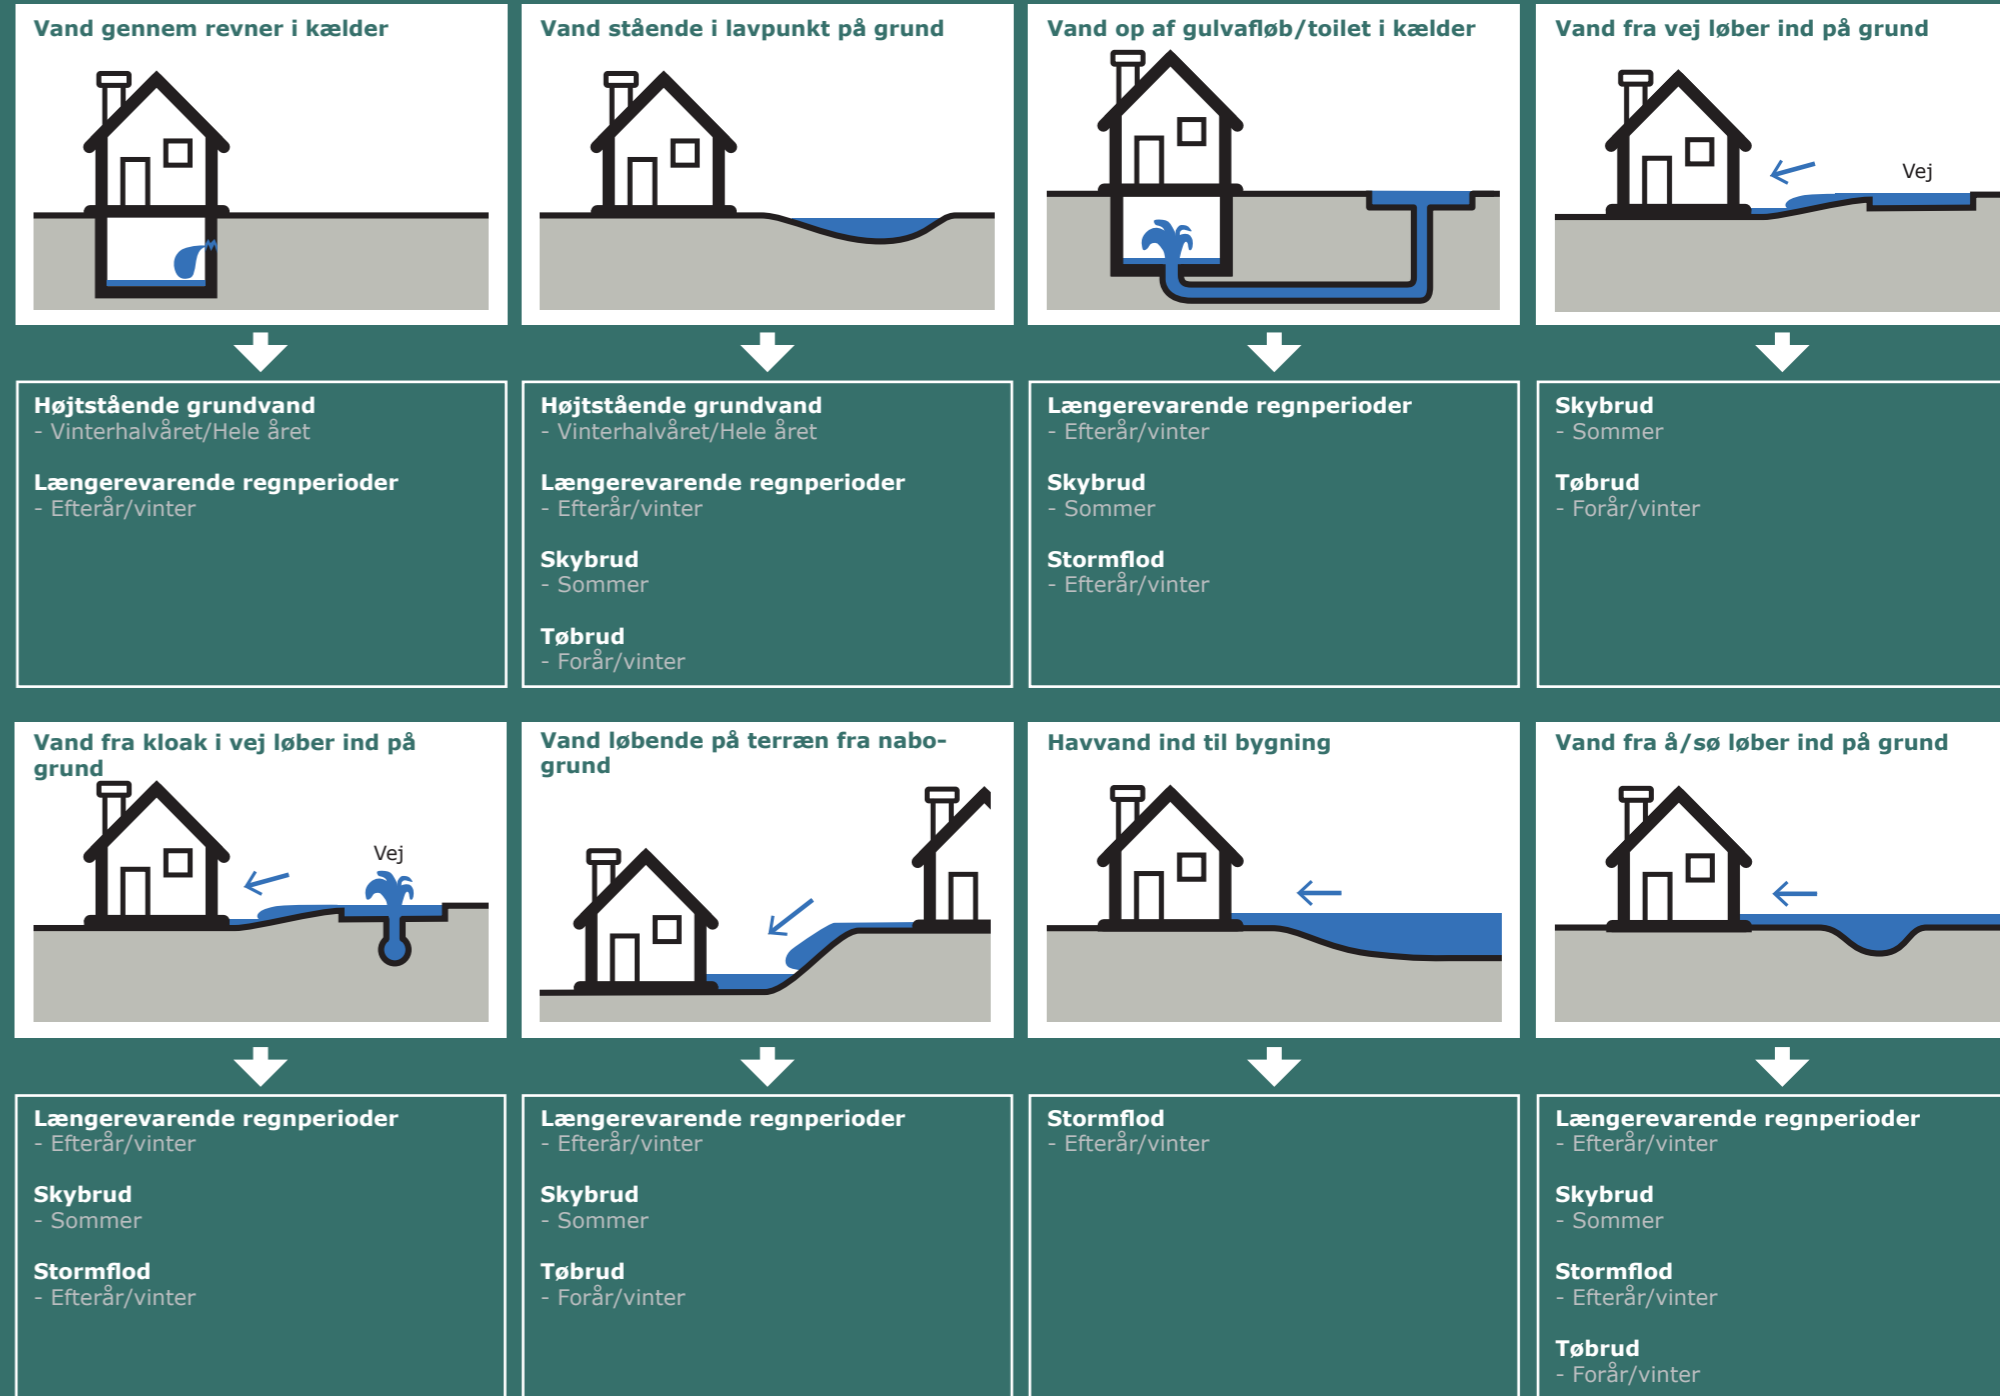 Vand gennem revner i kælder
Højtstående grundvand
- Vinterhalvåret/Hele året
Længerevarende regnperioder
- Efterår/vinter
Vand stående i lavpunkt på grund
Højtstående grundvand
- Vinterhalvåret/Hele året
Længerevarende regnperioder
- Efterår/vinter
Skybrud
- Sommer
Tøbrud
- Forår/vinter
Vand op af gulvafløb/toilet i kælder
Længerevarende regnperioder
- Efterår/vinter
Skybrud
- Sommer
Stormflod
- Efterår/vinter
Vand fra vej løber ind på grund
Vej
Skybrud
- Sommer
Tøbrud
- Forår/vinter
Vand fra kloak i vej løber ind på
grund
Vej
Længerevarende regnperioder
- Efterår/vinter
Skybrud
- Sommer
Stormflod
- Efterår/vinter
Vand løbende på terræn fra nabo-
grund
Længerevarende regnperioder
- Efterår/vinter
Skybrud
- Sommer
Tøbrud
- Forår/vinter
Havvand ind til bygning
Stormflod
- Efterår/vinter
Vand fra å/sø løber ind på grund
Længerevarende regnperioder
- Efterår/vinter
Skybrud
- Sommer
Stormflod
- Efterår/vinter
Tøbrud
- Forår/vinter